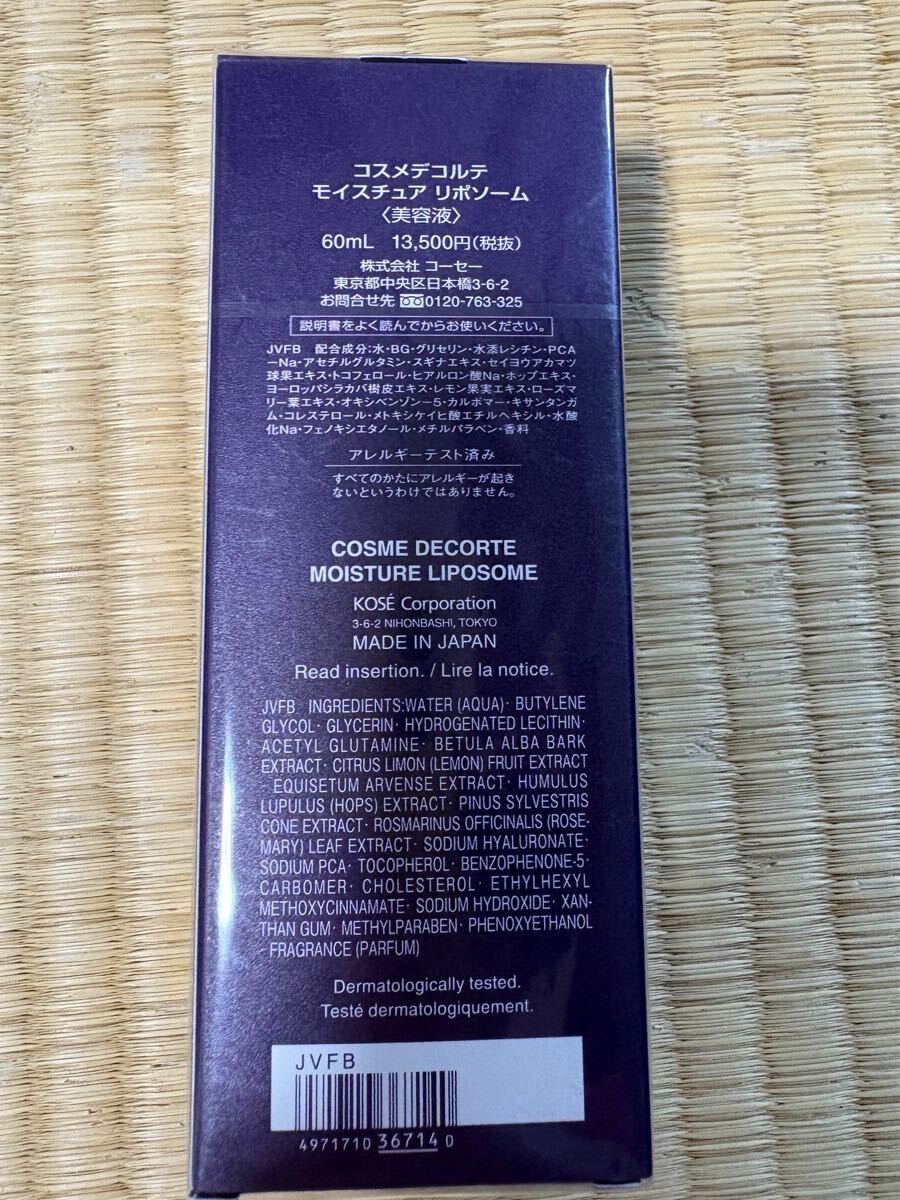 コスメデコルテ
モイスチュア リポソーム
〈美容液〉
60mL 13,500円(税抜)
株式会社 コーセー
東京都中央区日本橋3-6-2
お問合せ先 0120-763-325
説明書をよく読んでからお使いください。
JVFB 配合成分:水・BG・グリセリン・水添レシチン・PCA
ーNa・アセチルグルタミン・スギナエキス・セイヨウアカマツ
球果エキス・トコフェロール・ヒアルロン酸Na・ホップエキス・
ヨーロッパシラカバ樹皮エキス・レモン果実エキス・ローズマ
リー葉エキス・オキシベンゾンー5・カルボマー・キサンタンガ
ム・コレステロール・メトキシケイヒ酸エチルヘキシル・水酸
化Na・フェノキシエタノール・メチルパラベン・香料
アレルギーテスト済み
すべてのかたにアレルギーが起き
ないというわけではありません。
COSME DECORTE
MOISTURE LIPOSOME
KOSÉ Corporation
3-6-2 NIHONBASHI, TOKYO
MADE IN JAPAN
Read insertion. / Lire la notice.
JVFB INGREDIENTS:WATER (AQUA)· BUTYLENE
GLYCOL· GLYCERIN· HYDROGENATED LECITHIN·
ACETYL GLUTAMINE· BETULA ALBA BARK
EXTRACT· CITRUS LIMON (LEMON) FRUIT EXTRACT
· EQUISETUM ARVENSE EXTRACT· HUMULUS
LUPULUS (HOPS) EXTRACT· PINUS SYLVESTRIS
CONE EXTRACT· ROSMARINUS OFFICINALIS (ROSE-
MARY) LEAF EXTRACT· SODIUM HYALURONATE·
SODIUM PCA· TOCOPHEROL· BENZOPHENONE-5·
CARBOMER· CHOLESTEROL· ETHYLHEXYL
METHOXYCINNAMATE· SODIUM HYDROXIDE· XAN-
THAN GUM· METHYLPARABEN· PHENOXYETHANOL
· FRAGRANCE (PARFUM)
Dermatologically tested.
Testé dermatologiquement.
JVFB
4971710 36714 0